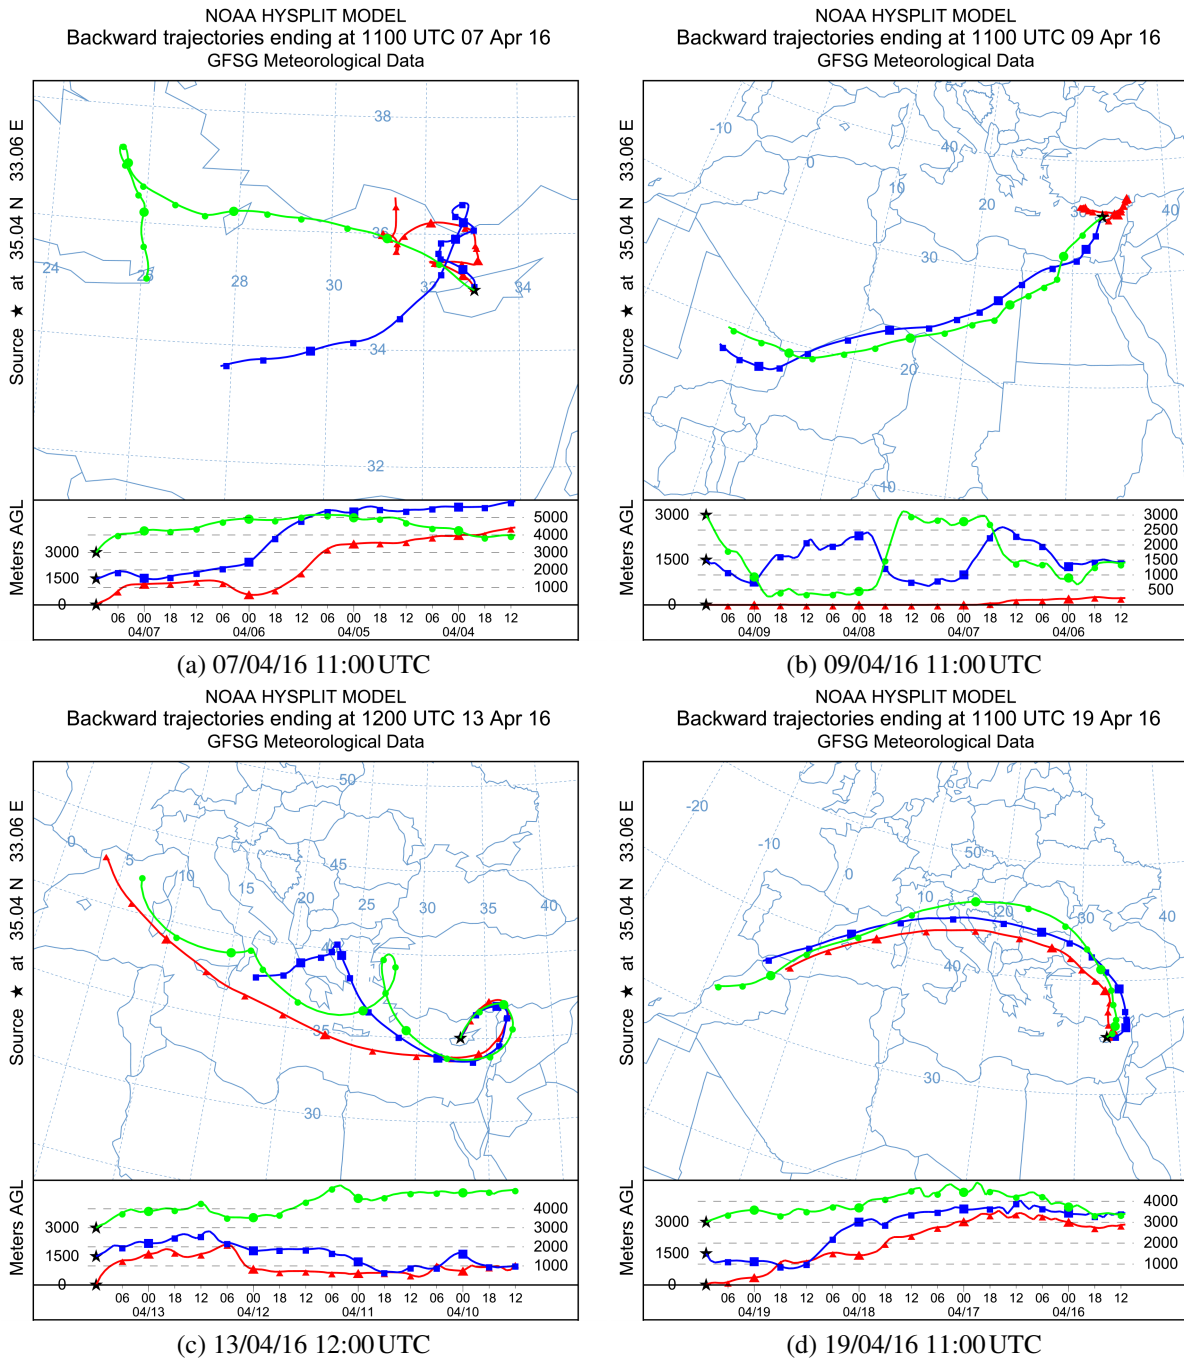 NOAA HYSPLIT MODEL
Backward trajectories ending at 1100 UTC 07 Apr 16
GFSG Meteorological Data
Source ★ at 35.04 N 33.06 E
38
36
24
26
28
30
32
34
34
32
Meters AGL
3000
1500
0
5000
4000
3000
2000
1000
06 00 18 12 06 00 18 12 06 00 18 12 06 00 18 12
04/07 04/06 04/05 04/04
(a) 07/04/16 11:00 UTC
NOAA HYSPLIT MODEL
Backward trajectories ending at 1100 UTC 09 Apr 16
GFSG Meteorological Data
Source ★ at 35.04 N 33.06 E
-10
0
10
40
20
30
40
30
20
10
Meters AGL
3000
1500
0
3000
2500
2000
1500
1000
500
06 00 18 12 06 00 18 12 06 00 18 12 06 00 18 12
04/09 04/08 04/07 04/06
(b) 09/04/16 11:00 UTC
NOAA HYSPLIT MODEL
Backward trajectories ending at 1200 UTC 13 Apr 16
GFSG Meteorological Data
Source ★ at 35.04 N 33.06 E
50
0
5
10
15
20
25
30
35
40
45
40
35
30
Meters AGL
3000
1500
0
4000
3000
2000
1000
06 00 18 12 06 00 18 12 06 00 18 12 06 00 18 12
04/13 04/12 04/11 04/10
(c) 13/04/16 12:00 UTC
NOAA HYSPLIT MODEL
Backward trajectories ending at 1100 UTC 19 Apr 16
GFSG Meteorological Data
Source ★ at 35.04 N 33.06 E
-20
-10
0
50
10
20
30
40
40
30
Meters AGL
3000
1500
0
4000
3000
2000
1000
06 00 18 12 06 00 18 12 06 00 18 12 06 00 18 12
04/19 04/18 04/17 04/16
(d) 19/04/16 11:00 UTC